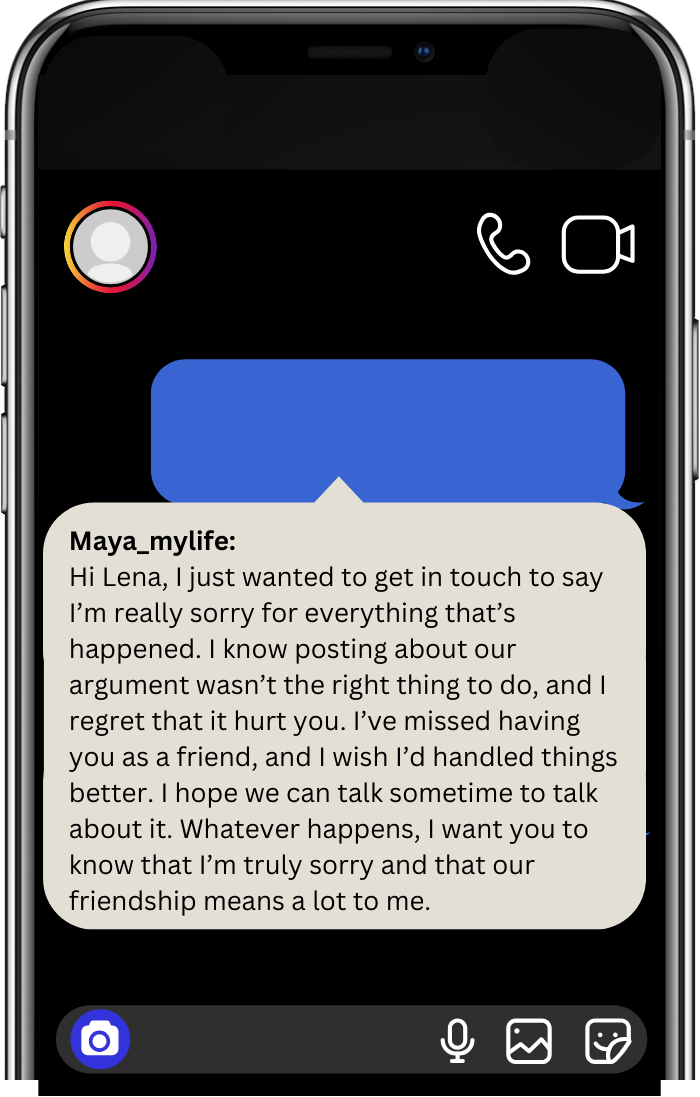 Maya_mylife:
Hi Lena, I just wanted to get in touch to say
I’m really sorry for everything that’s
happened. I know posting about our
argument wasn’t the right thing to do, and I
regret that it hurt you. I’ve missed having
you as a friend, and I wish I’d handled things
better. I hope we can talk sometime to talk
about it. Whatever happens, I want you to
know that I’m truly sorry and that our
friendship means a lot to me.